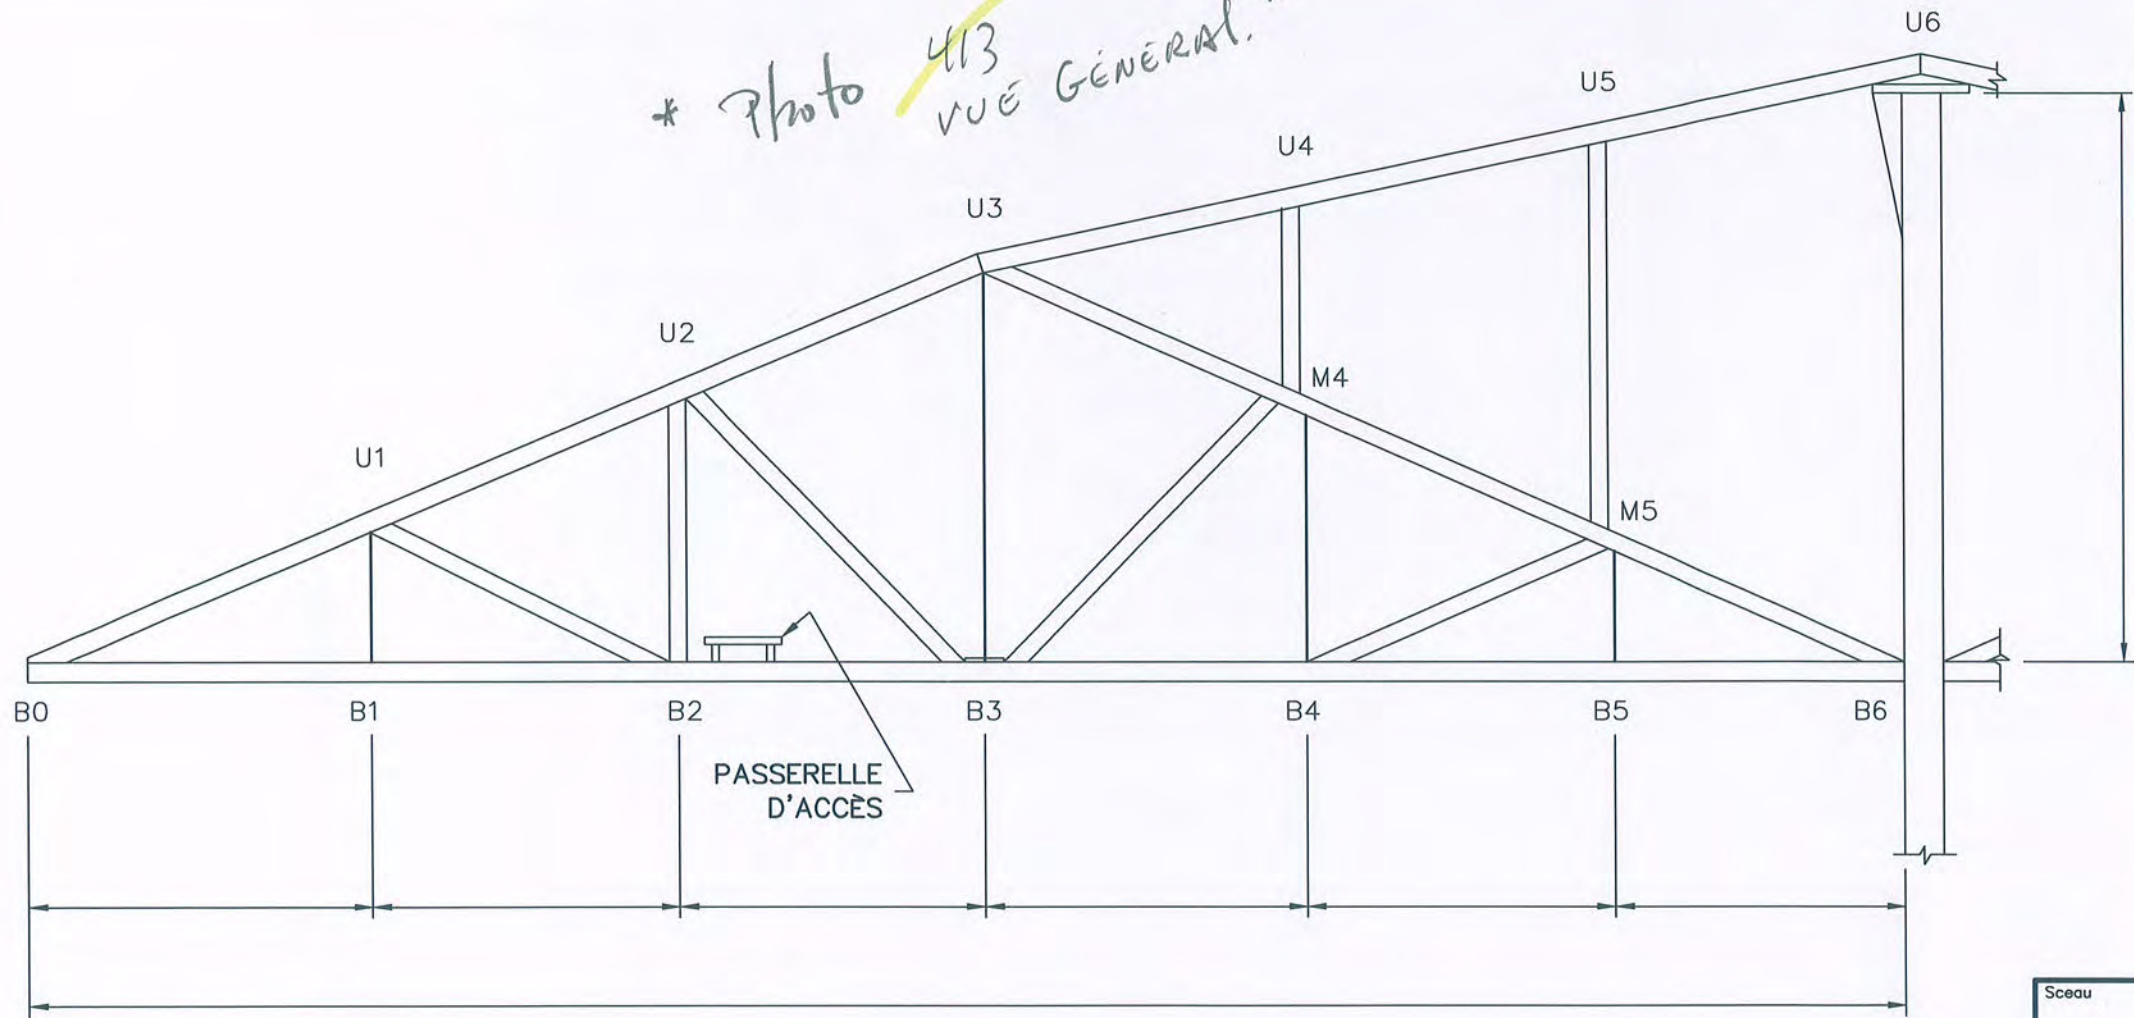 * Photo 413
VUE GÉNÉRAL.
U6
U5
U4
U3
U2
U1
M4
M5
B0 B1 B2 B3 B4 B5 B6
PASSERELLE
D'ACCÈS
Sceau